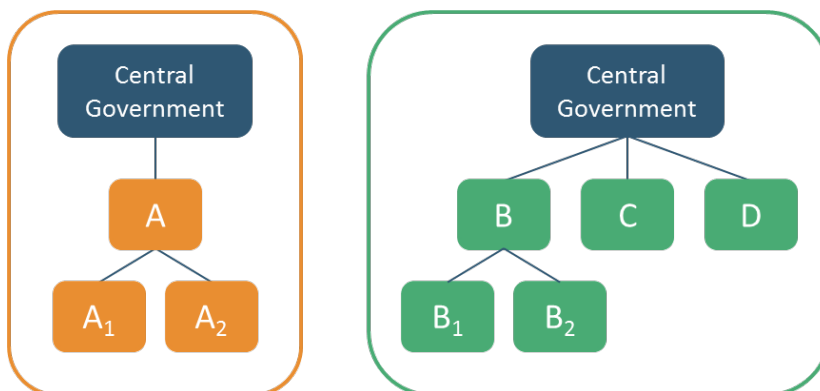 Central
Government
A
A₁
A₂
Central
Government
B
C
D
B₁
B₂